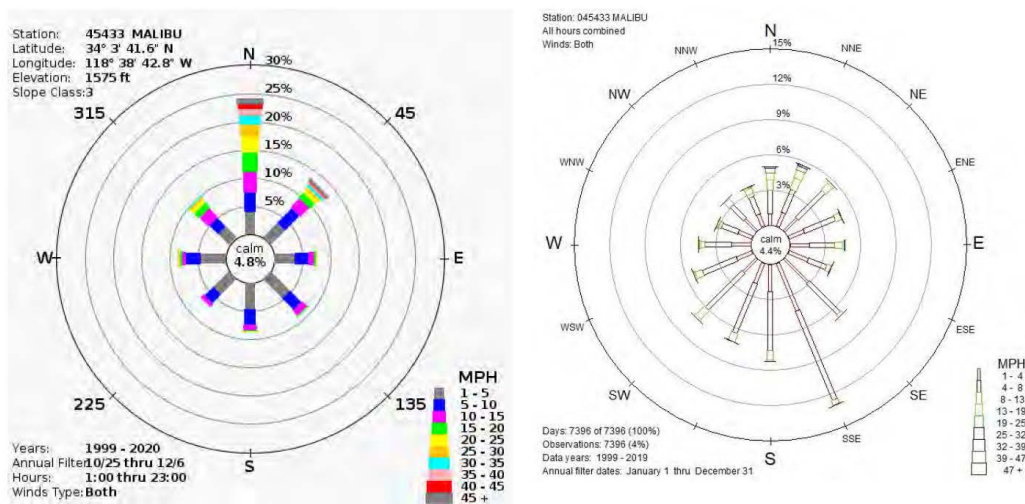 Station: 45433 MALIBU
Latitude: 34° 3' 41.6" N
Longitude: 118° 38' 42.8" W
Elevation: 1575 ft
Slope Class:3
N
30%
25%
20%
15%
10%
5%
315
45
W
calm
4.8%
E
225
135
S
Years: 1999 - 2020
Annual Filter10/25 thru 12/6
Hours: 1:00 thru 23:00
Winds Type:Both
MPH
1 - 5
5 - 10
10 - 15
15 - 20
20 - 25
25 - 30
30 - 35
35 - 40
40 - 45
45 +
Station: 045433 MALIBU
All hours combined
Winds: Both
N
15%
12%
9%
6%
3%
NNW
NNE
NW
NE
WNW
ENE
W
calm
4.4%
E
WSW
ESE
SW
SE
SSE
S
Days: 7396 of 7396 (100%)
Observations: 7396 (4%)
Data years: 1999 - 2019
Annual filter dates: January 1 thru December 31
MPH
1 - 4
4 - 8
8 - 13
13 - 19
19 - 25
25 - 32
32 - 39
39 - 47
47 +